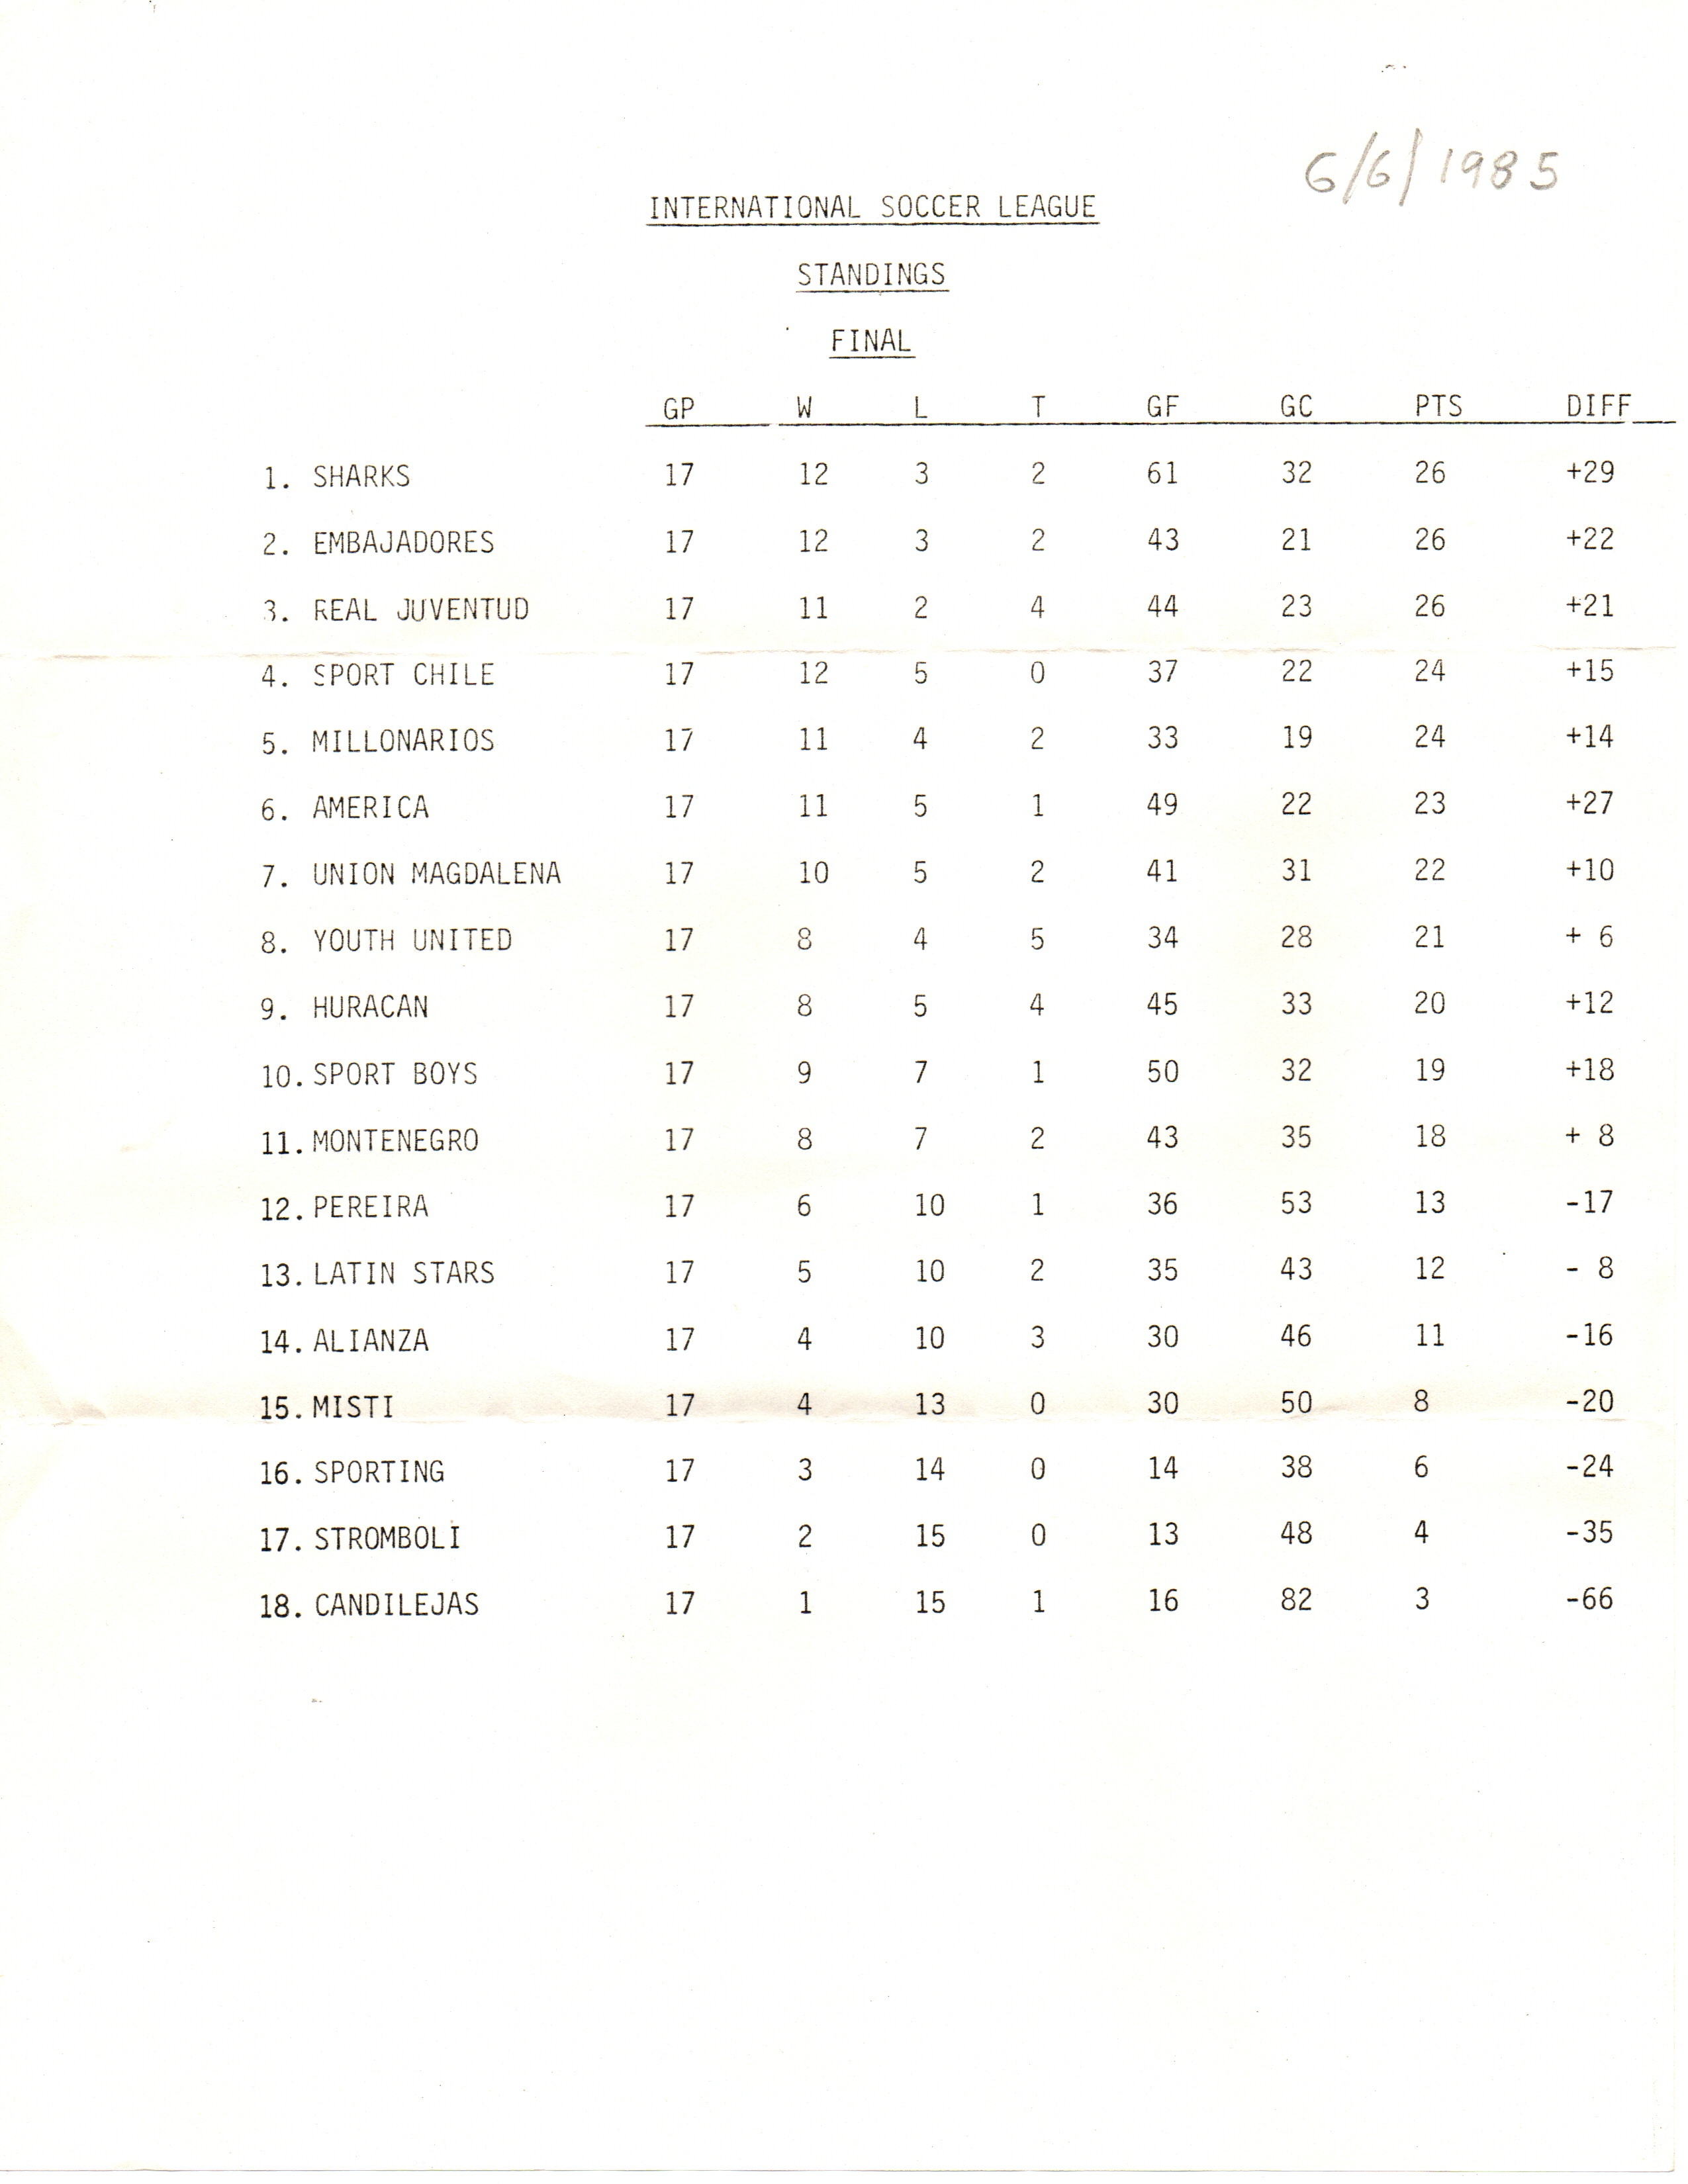 6/6/1985
INTERNATIONAL SOCCER LEAGUE
STANDINGS
FINAL
GP W L T GF GC PTS DIFF
1. SHARKS 17 12 3 2 61 32 26 +29
2. EMBAJADORES 17 12 3 2 43 21 26 +22
3. REAL JUVENTUD 17 11 2 4 44 23 26 +21
4. SPORT CHILE 17 12 5 0 37 22 24 +15
5. MILLONARIOS 17 11 4 2 33 19 24 +14
6. AMERICA 17 11 5 1 49 22 23 +27
7. UNION MAGDALENA 17 10 5 2 41 31 22 +10
8. YOUTH UNITED 17 8 4 5 34 28 21 + 6
9. HURACAN 17 8 5 4 45 33 20 +12
10. SPORT BOYS 17 9 7 1 50 32 19 +18
11. MONTENEGRO 17 8 7 2 43 35 18 + 8
12. PEREIRA 17 6 10 1 36 53 13 -17
13. LATIN STARS 17 5 10 2 35 43 12 - 8
14. ALIANZA 17 4 10 3 30 46 11 -16
15. MISTI 17 4 13 0 30 50 8 -20
16. SPORTING 17 3 14 0 14 38 6 -24
17. STROMBOLI 17 2 15 0 13 48 4 -35
18. CANDILEJAS 17 1 15 1 16 82 3 -66